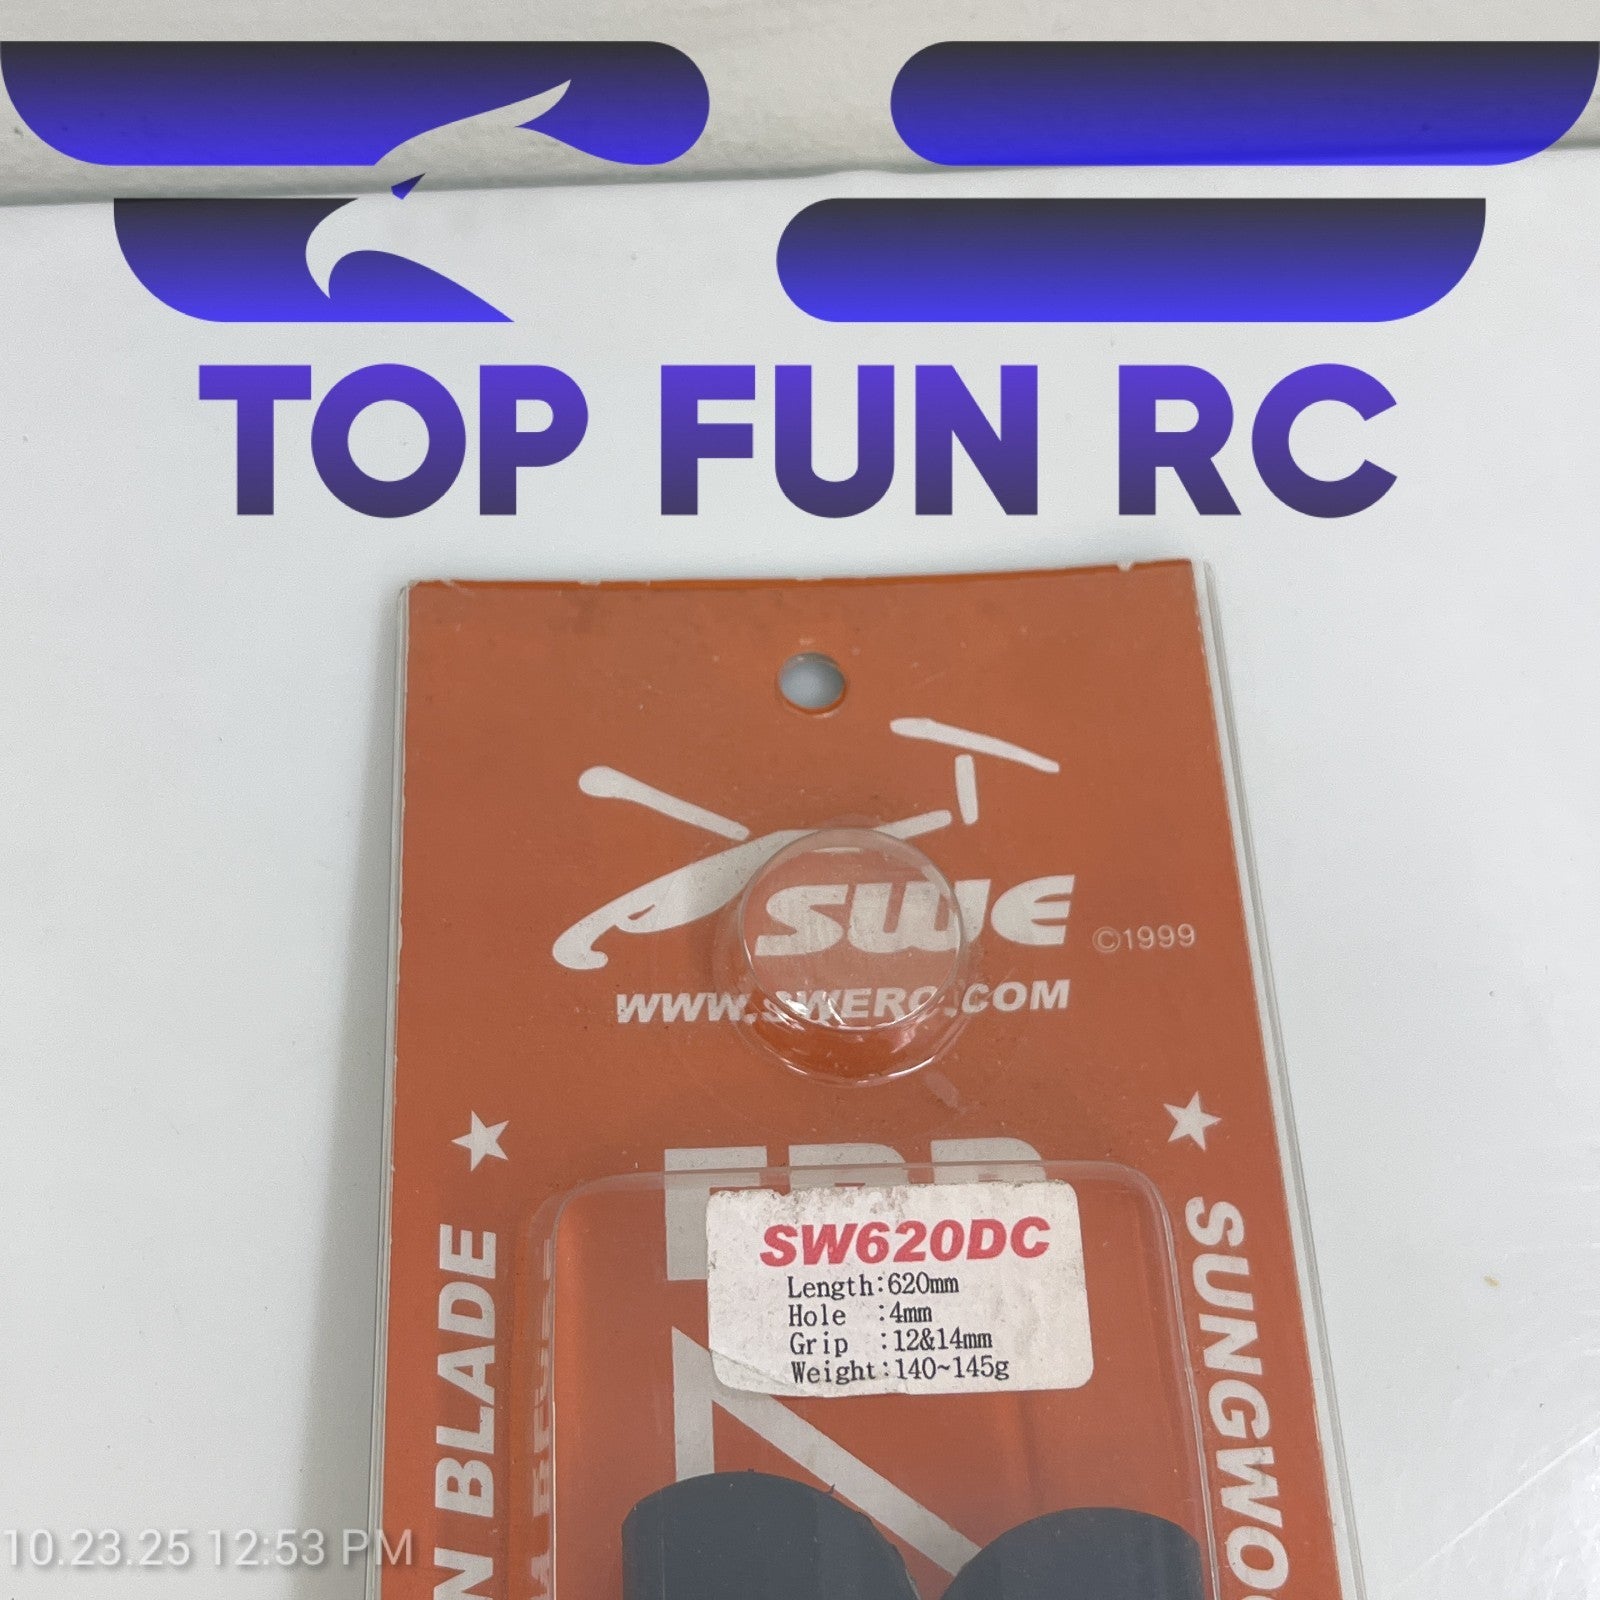 TOP FUN RC
SWE ©1999
WWW.SWERC.COM
SW620DC
Length:620mm
Hole :4mm
Grip :12&14mm
Weight:140~145g
BLADE
10.23.25 12:53 PM